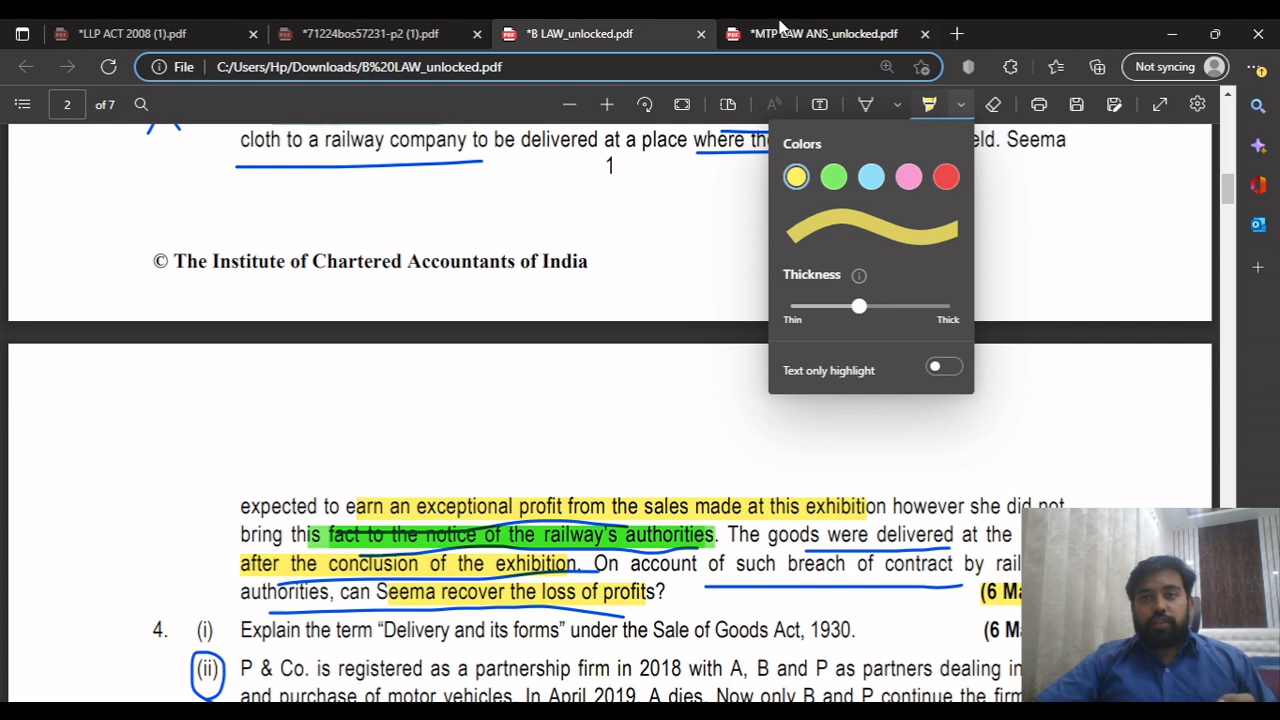 *LLP ACT 2008 (1).pdf
*71224bos57231-p2 (1).pdf
*B LAW_unlocked.pdf
*MTP LAW ANS_unlocked.pdf
File
C:/Users/Hp/Downloads/B%20LAW_unlocked.pdf
Not syncing
2 of 7
cloth to a railway company to be delivered at a place where the eld. Seema
1
© The Institute of Chartered Accountants of India
Colors
Thickness
Thin
Thick
Text only highlight
expected to earn an exceptional profit from the sales made at this exhibition however she did not
bring this fact to the notice of the railway's authorities. The goods were delivered at the
after the conclusion of the exhibition. On account of such breach of contract by rail
authorities, can Seema recover the loss of profits? (6 Ma
4. (i) Explain the term “Delivery and its forms” under the Sale of Goods Act, 1930. (6 M
(ii) P & Co. is registered as a partnership firm in 2018 with A, B and P as partners dealing in
and purchase of motor vehicles. In April 2019, A dies. Now only B and P continue the firm